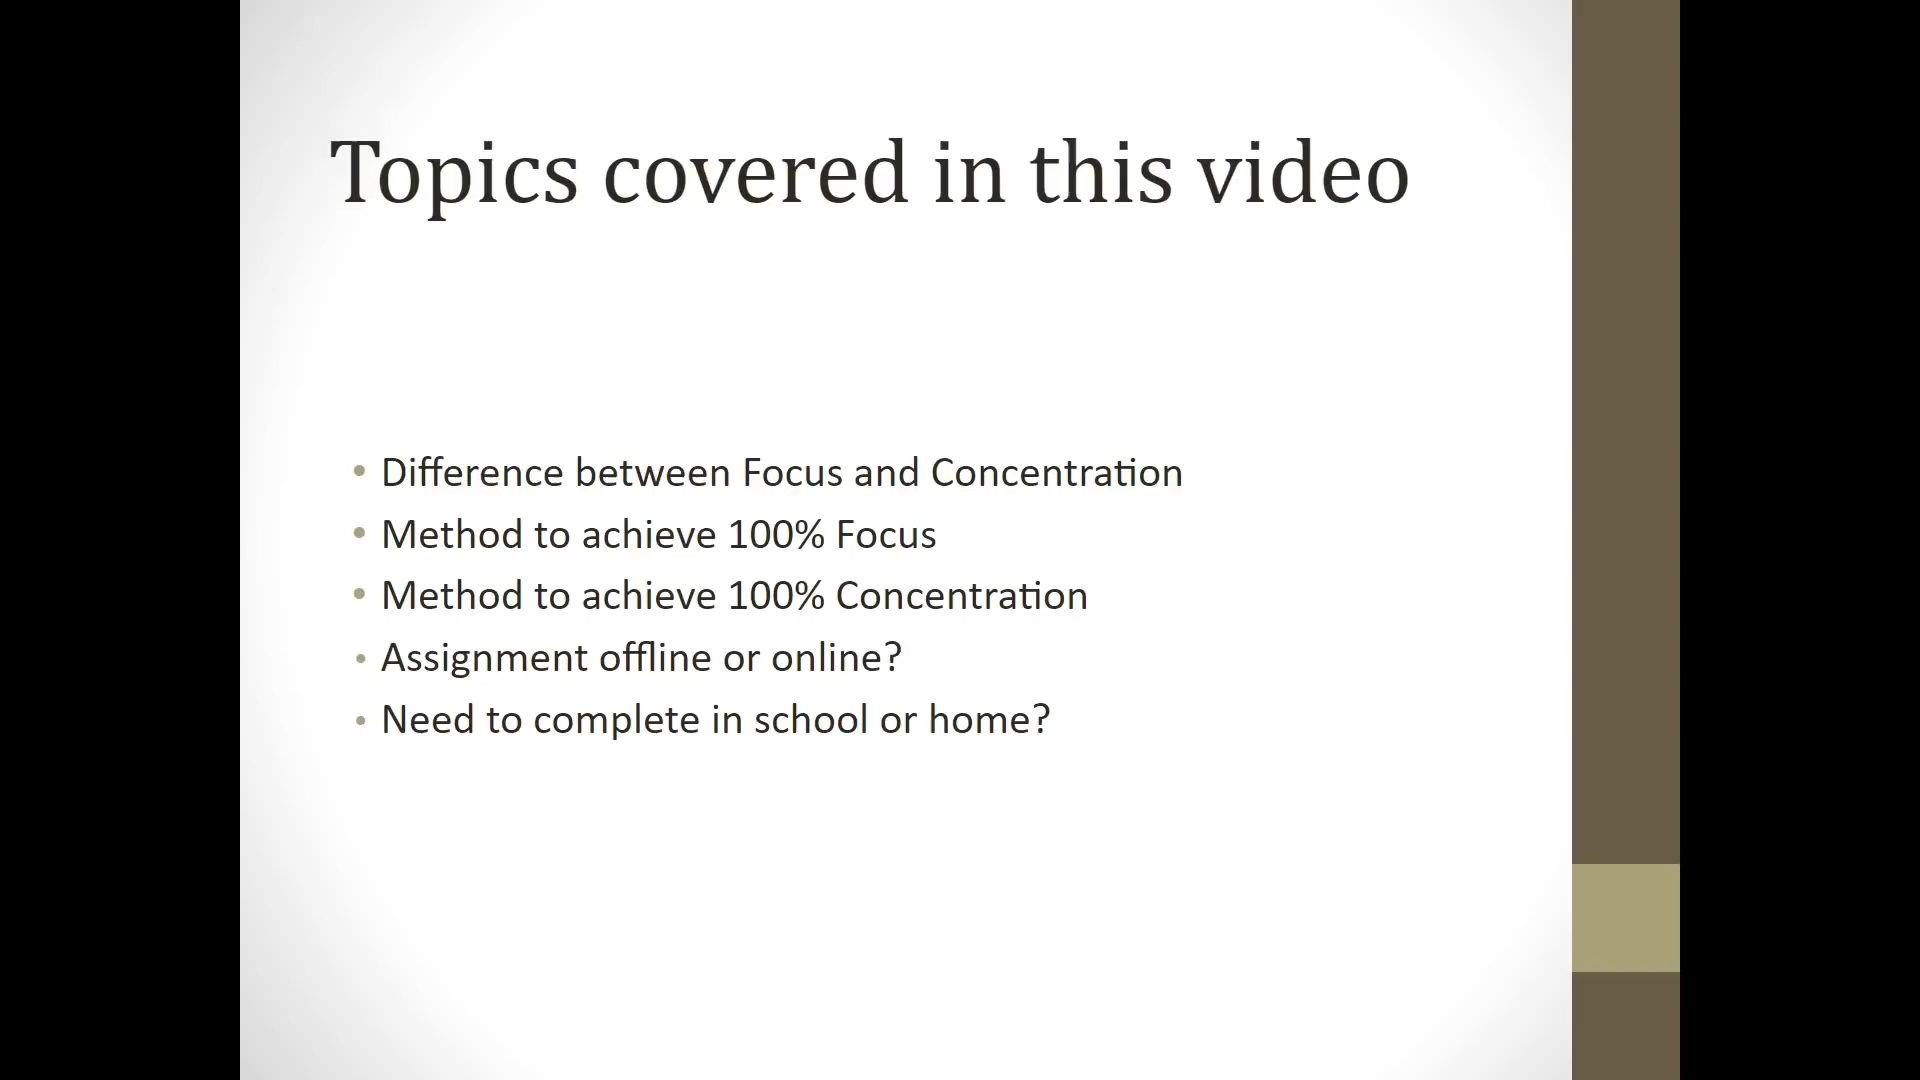 Topics covered in this video
• Difference between Focus and Concentration
• Method to achieve 100% Focus
• Method to achieve 100% Concentration
• Assignment offline or online?
• Need to complete in school or home?